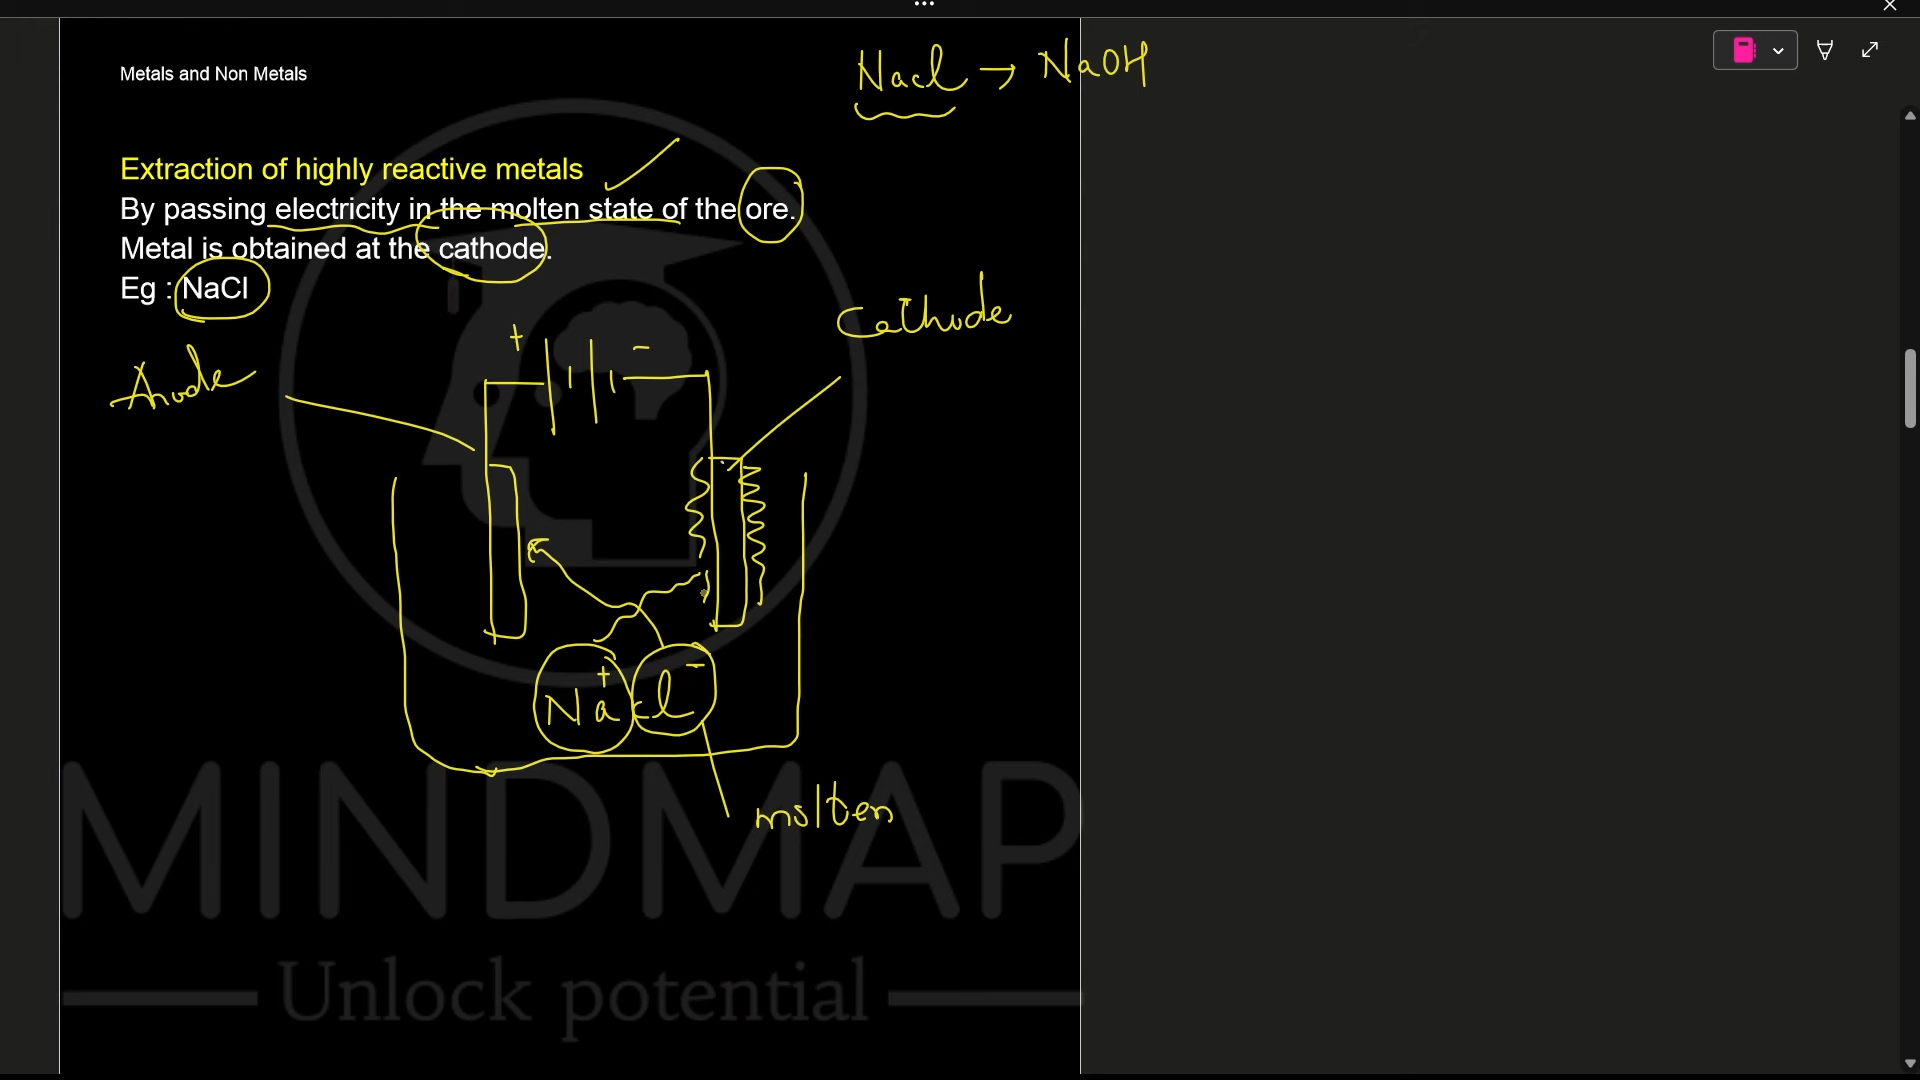 Nacl → NaOH
Metals and Non Metals
Extraction of highly reactive metals
By passing electricity in the molten state of the ore.
Metal is obtained at the cathode.
Eg : NaCl
Cathode
+ -
Anode
Na+ cl-
molten
MINDMAP
Unlock potential